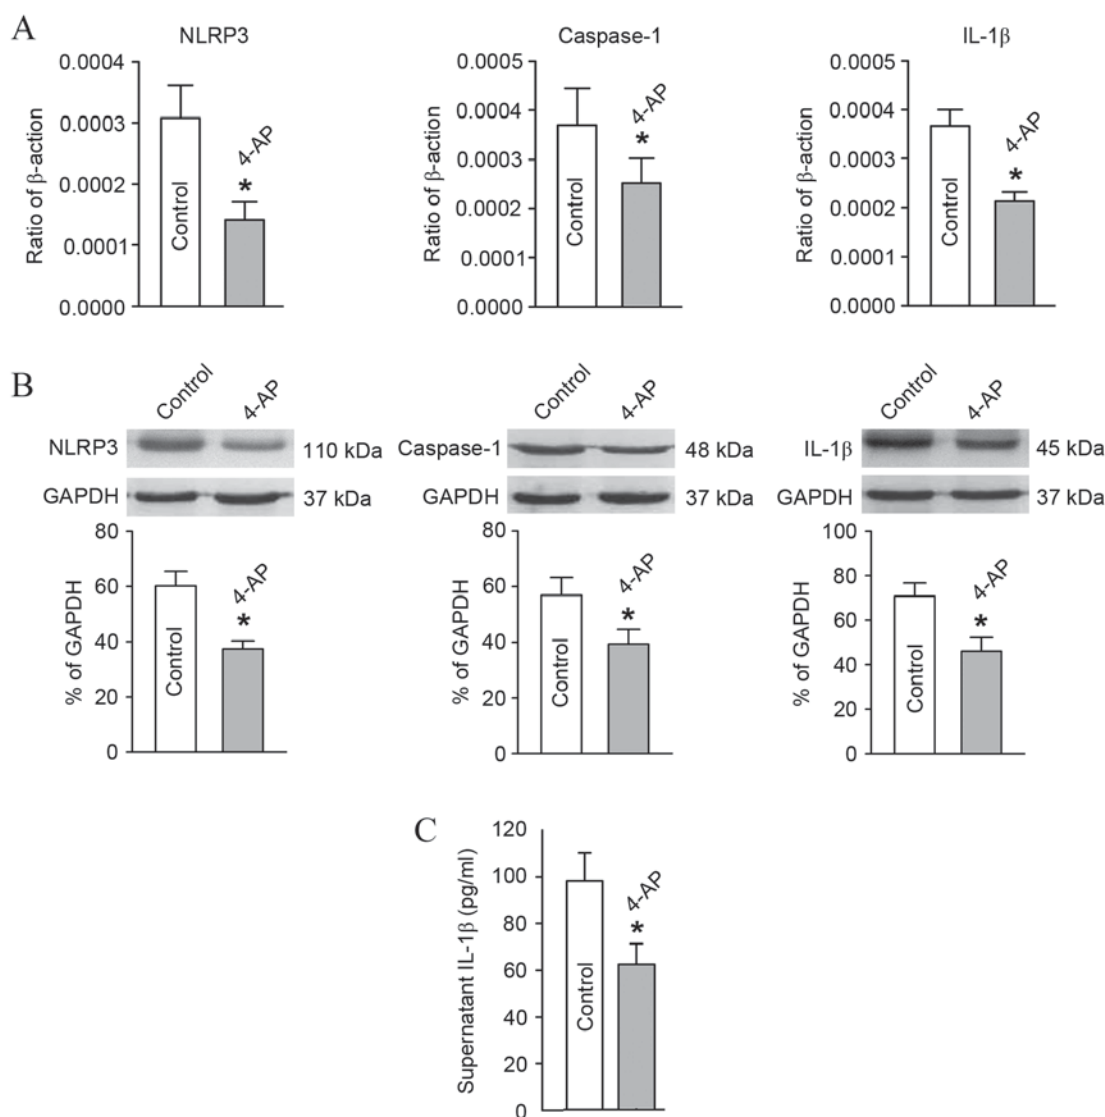 A
NLRP3
Caspase-1
IL-1β
0.0004
0.0003
0.0002
0.0001
0.0000
Ratio of β-action
Control
4-AP
*
0.0005
0.0004
0.0003
0.0002
0.0001
0.0000
Ratio of β-action
Control
4-AP
*
0.0005
0.0004
0.0003
0.0002
0.0001
0.0000
Ratio of β-action
Control
4-AP
*
B
Control 4-AP
NLRP3 110 kDa
GAPDH 37 kDa
80
60
40
20
0
% of GAPDH
Control
4-AP
*
Control 4-AP
Caspase-1 48 kDa
GAPDH 37 kDa
80
60
40
20
0
% of GAPDH
Control
4-AP
*
Control 4-AP
IL-1β 45 kDa
GAPDH 37 kDa
100
80
60
40
20
0
% of GAPDH
Control
4-AP
*
C
120
100
80
60
40
20
0
Supernatant IL-1β (pg/ml)
Control
4-AP
*